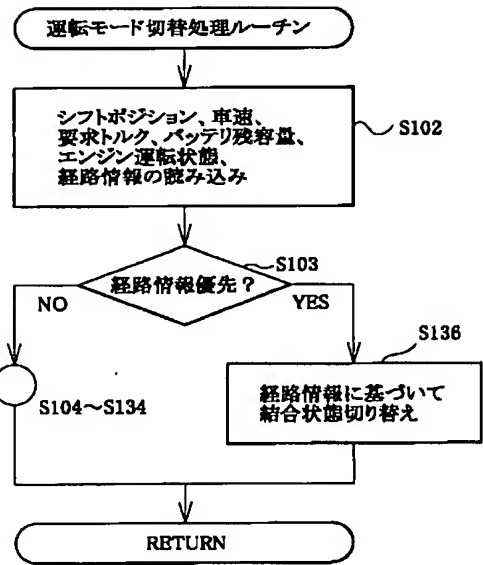 運転モード切替処理ルーチン
シフトポジション、車速、
要求トルク、バッテリ残容量、
エンジン運転状態、
経路情報の読み込み
S102
S103
経路情報優先?
NO
YES
S136
S104～S134
経路情報に基づいて
結合状態切り替え
RETURN